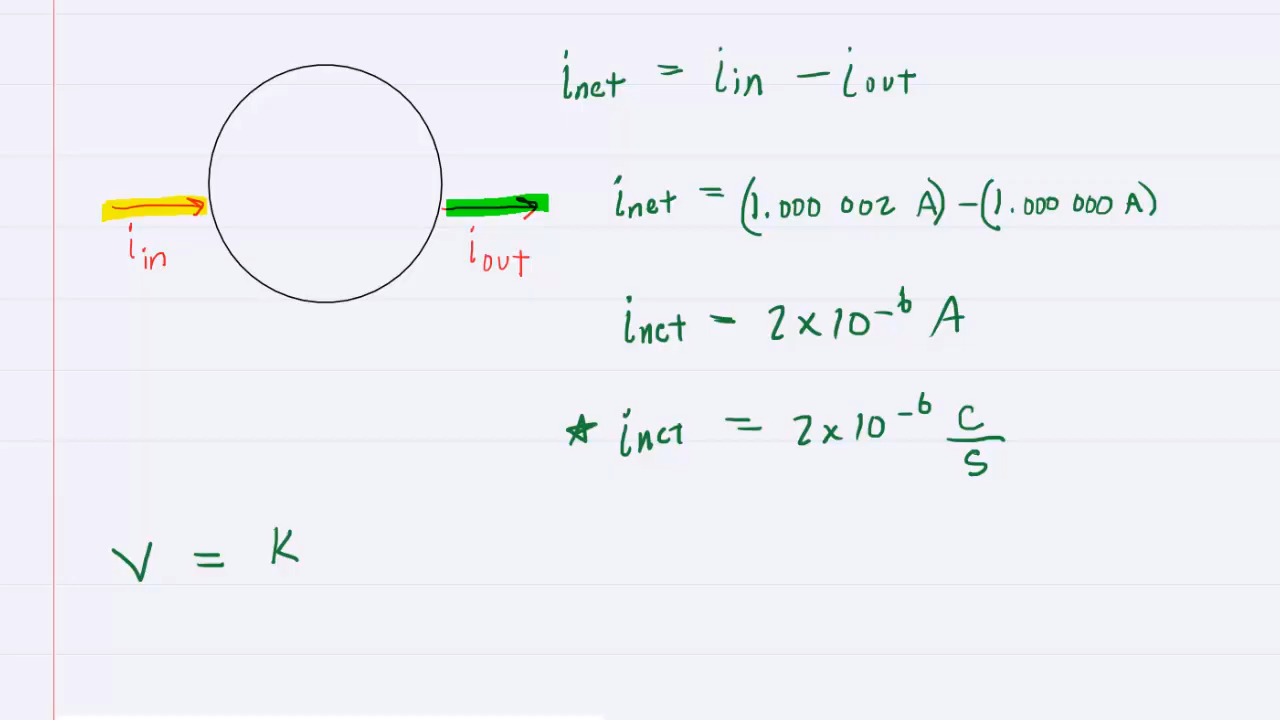 i_net = i_in − i_out
i_in
i_out
i_net = (1.000 002 A) − (1.000 000 A)
i_net = 2 × 10^−6 A
★ i_net = 2 × 10^−6 C/S
V = K